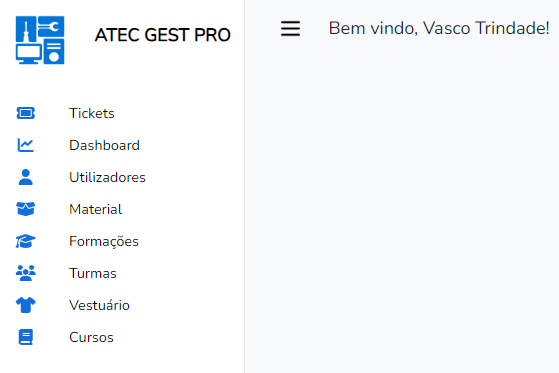 ATEC GEST PRO
Bem vindo, Vasco Trindade!
Tickets
Dashboard
Utilizadores
Material
Formações
Turmas
Vestuário
Cursos